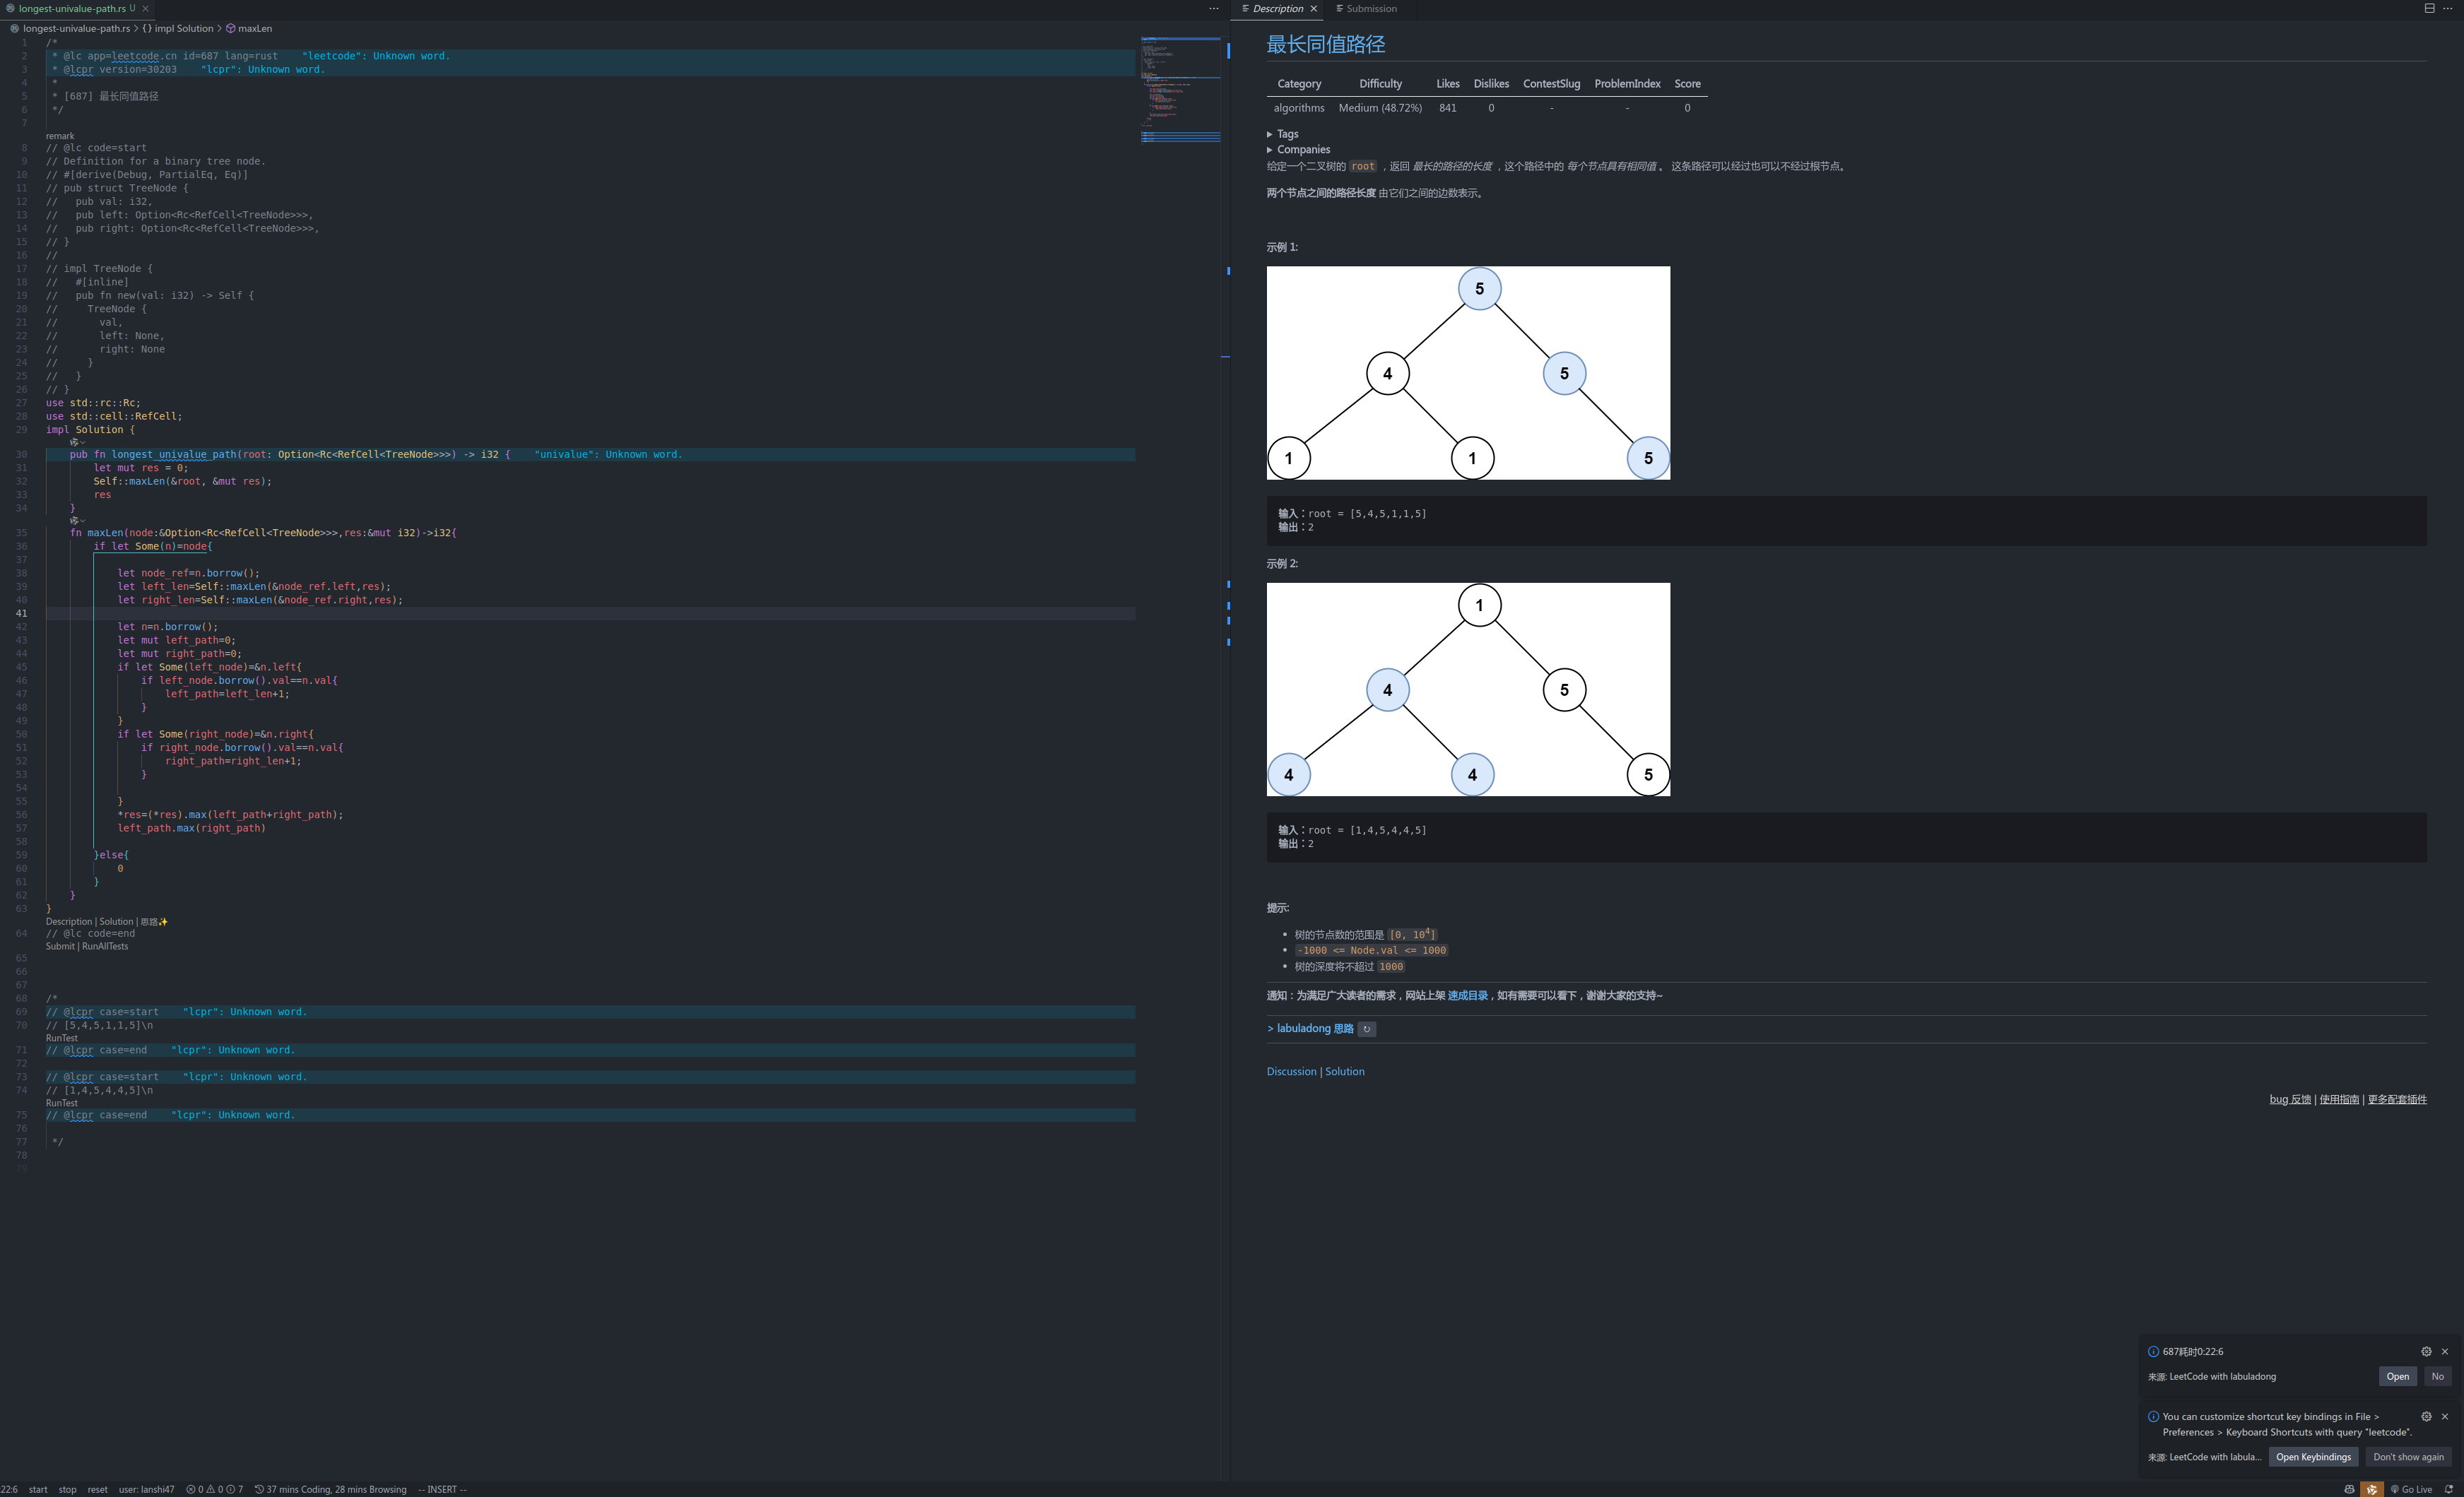 longest-univalue-path.rs U
longest-univalue-path.rs > {} impl Solution > maxLen
1 /*
2  * @lc app=leetcode.cn id=687 lang=rust    "leetcode": Unknown word.
3  * @lcpr version=30203    "lcpr": Unknown word.
4  *
5  * [687] 最长同值路径
6  */
7
remark
8 // @lc code=start
9 // Definition for a binary tree node.
10 // #[derive(Debug, PartialEq, Eq)]
11 // pub struct TreeNode {
12 //   pub val: i32,
13 //   pub left: Option<Rc<RefCell<TreeNode>>>,
14 //   pub right: Option<Rc<RefCell<TreeNode>>>,
15 // }
16 //
17 // impl TreeNode {
18 //   #[inline]
19 //   pub fn new(val: i32) -> Self {
20 //     TreeNode {
21 //       val,
22 //       left: None,
23 //       right: None
24 //     }
25 //   }
26 // }
27 use std::rc::Rc;
28 use std::cell::RefCell;
29 impl Solution {
30     pub fn longest_univalue_path(root: Option<Rc<RefCell<TreeNode>>>) -> i32 {    "univalue": Unknown word.
31         let mut res = 0;
32         Self::maxLen(&root, &mut res);
33         res
34     }
35     fn maxLen(node:&Option<Rc<RefCell<TreeNode>>>,res:&mut i32)->i32{
36         if let Some(n)=node{
37
38             let node_ref=n.borrow();
39             let left_len=Self::maxLen(&node_ref.left,res);
40             let right_len=Self::maxLen(&node_ref.right,res);
41
42             let n=n.borrow();
43             let mut left_path=0;
44             let mut right_path=0;
45             if let Some(left_node)=&n.left{
46                 if left_node.borrow().val==n.val{
47                     left_path=left_len+1;
48                 }
49             }
50             if let Some(right_node)=&n.right{
51                 if right_node.borrow().val==n.val{
52                     right_path=right_len+1;
53                 }
54
55             }
56             *res=(*res).max(left_path+right_path);
57             left_path.max(right_path)
58
59         }else{
60             0
61         }
62     }
63 }
Description | Solution | 思路✨
64 // @lc code=end
Submit | RunAllTests
65
66
67
68 /*
69 // @lcpr case=start    "lcpr": Unknown word.
70 // [5,4,5,1,1,5]\n
RunTest
71 // @lcpr case=end    "lcpr": Unknown word.
72
73 // @lcpr case=start    "lcpr": Unknown word.
74 // [1,4,5,4,4,5]\n
RunTest
75 // @lcpr case=end    "lcpr": Unknown word.
76
77  */
78
79
Description Submission
最长同值路径
Category Difficulty Likes Dislikes ContestSlug ProblemIndex Score
algorithms Medium (48.72%) 841 0 - - 0
Tags
Companies
给定一个二叉树的 root ，返回 最长的路径的长度 ，这个路径中的 每个节点具有相同值 。 这条路径可以经过也可以不经过根节点。
两个节点之间的路径长度 由它们之间的边数表示。
示例 1:
5
4 5
1 1 5
输入：root = [5,4,5,1,1,5]
输出：2
示例 2:
1
4 5
4 4 5
输入：root = [1,4,5,4,4,5]
输出：2
提示:
树的节点数的范围是 [0, 10^4]
-1000 <= Node.val <= 1000
树的深度将不超过 1000
通知：为满足广大读者的需求，网站上架 速成目录，如有需要可以看下，谢谢大家的支持~
> labuladong 思路
Discussion | Solution
bug 反馈 | 使用指南 | 更多配套插件
687耗时0:22:6
来源: LeetCode with labuladong Open No
You can customize shortcut key bindings in File >
Preferences > Keyboard Shortcuts with query "leetcode".
来源: LeetCode with labula... Open Keybindings Don't show again
22:6 start stop reset user: lanshi47 0 0 7 37 mins Coding, 28 mins Browsing -- INSERT -- Go Live